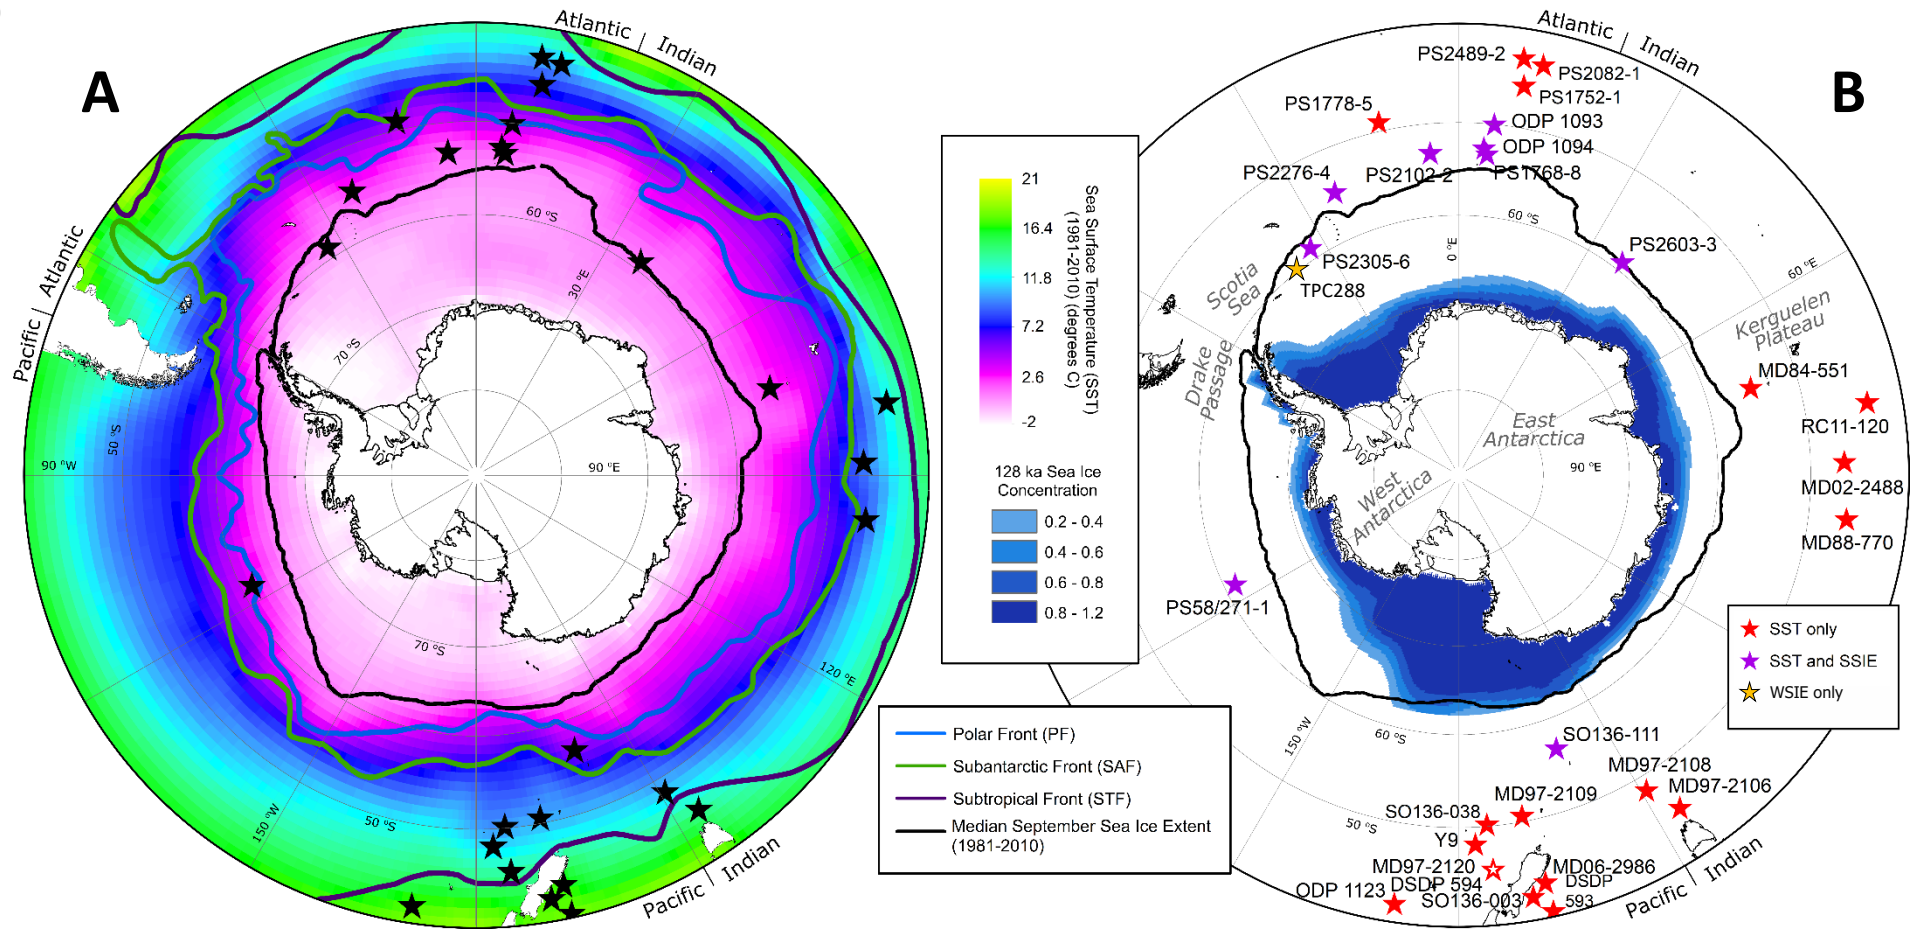 A
Atlantic | Indian
Pacific | Atlantic
60 °S
30 °E
70 °S
50 °S
90 °W
90 °E
70 °S
120 °E
50 °S
150 °W
Pacific | Indian
21
16.4
11.8
7.2
2.6
-2
Sea Surface Temperature (SST)
(1981-2010) (degrees C)
128 ka Sea Ice
Concentration
0.2 - 0.4
0.4 - 0.6
0.6 - 0.8
0.8 - 1.2
Polar Front (PF)
Subantarctic Front (SAF)
Subtropical Front (STF)
Median September Sea Ice Extent
(1981-2010)
B
Atlantic | Indian
PS2489-2
PS2082-1
PS1752-1
PS1778-5
ODP 1093
ODP 1094
PS2276-4
PS2102-2
PS1768-8
60 °S
0 °E
PS2603-3
PS2305-6
TPC288
60 °E
Scotia
Sea
Drake
Passage
Kerguelen
Plateau
MD84-551
RC11-120
East
Antarctica
90 °E
West
Antarctica
MD02-2488
MD88-770
PS58/271-1
SST only
SST and SSIE
WSIE only
150 °W
60 °S
SO136-111
MD97-2108
MD97-2106
MD97-2109
SO136-038
50 °S
Y9
MD97-2120
MD06-2986
DSDP 594
DSDP
593
ODP 1123
SO136-003
Pacific | Indian